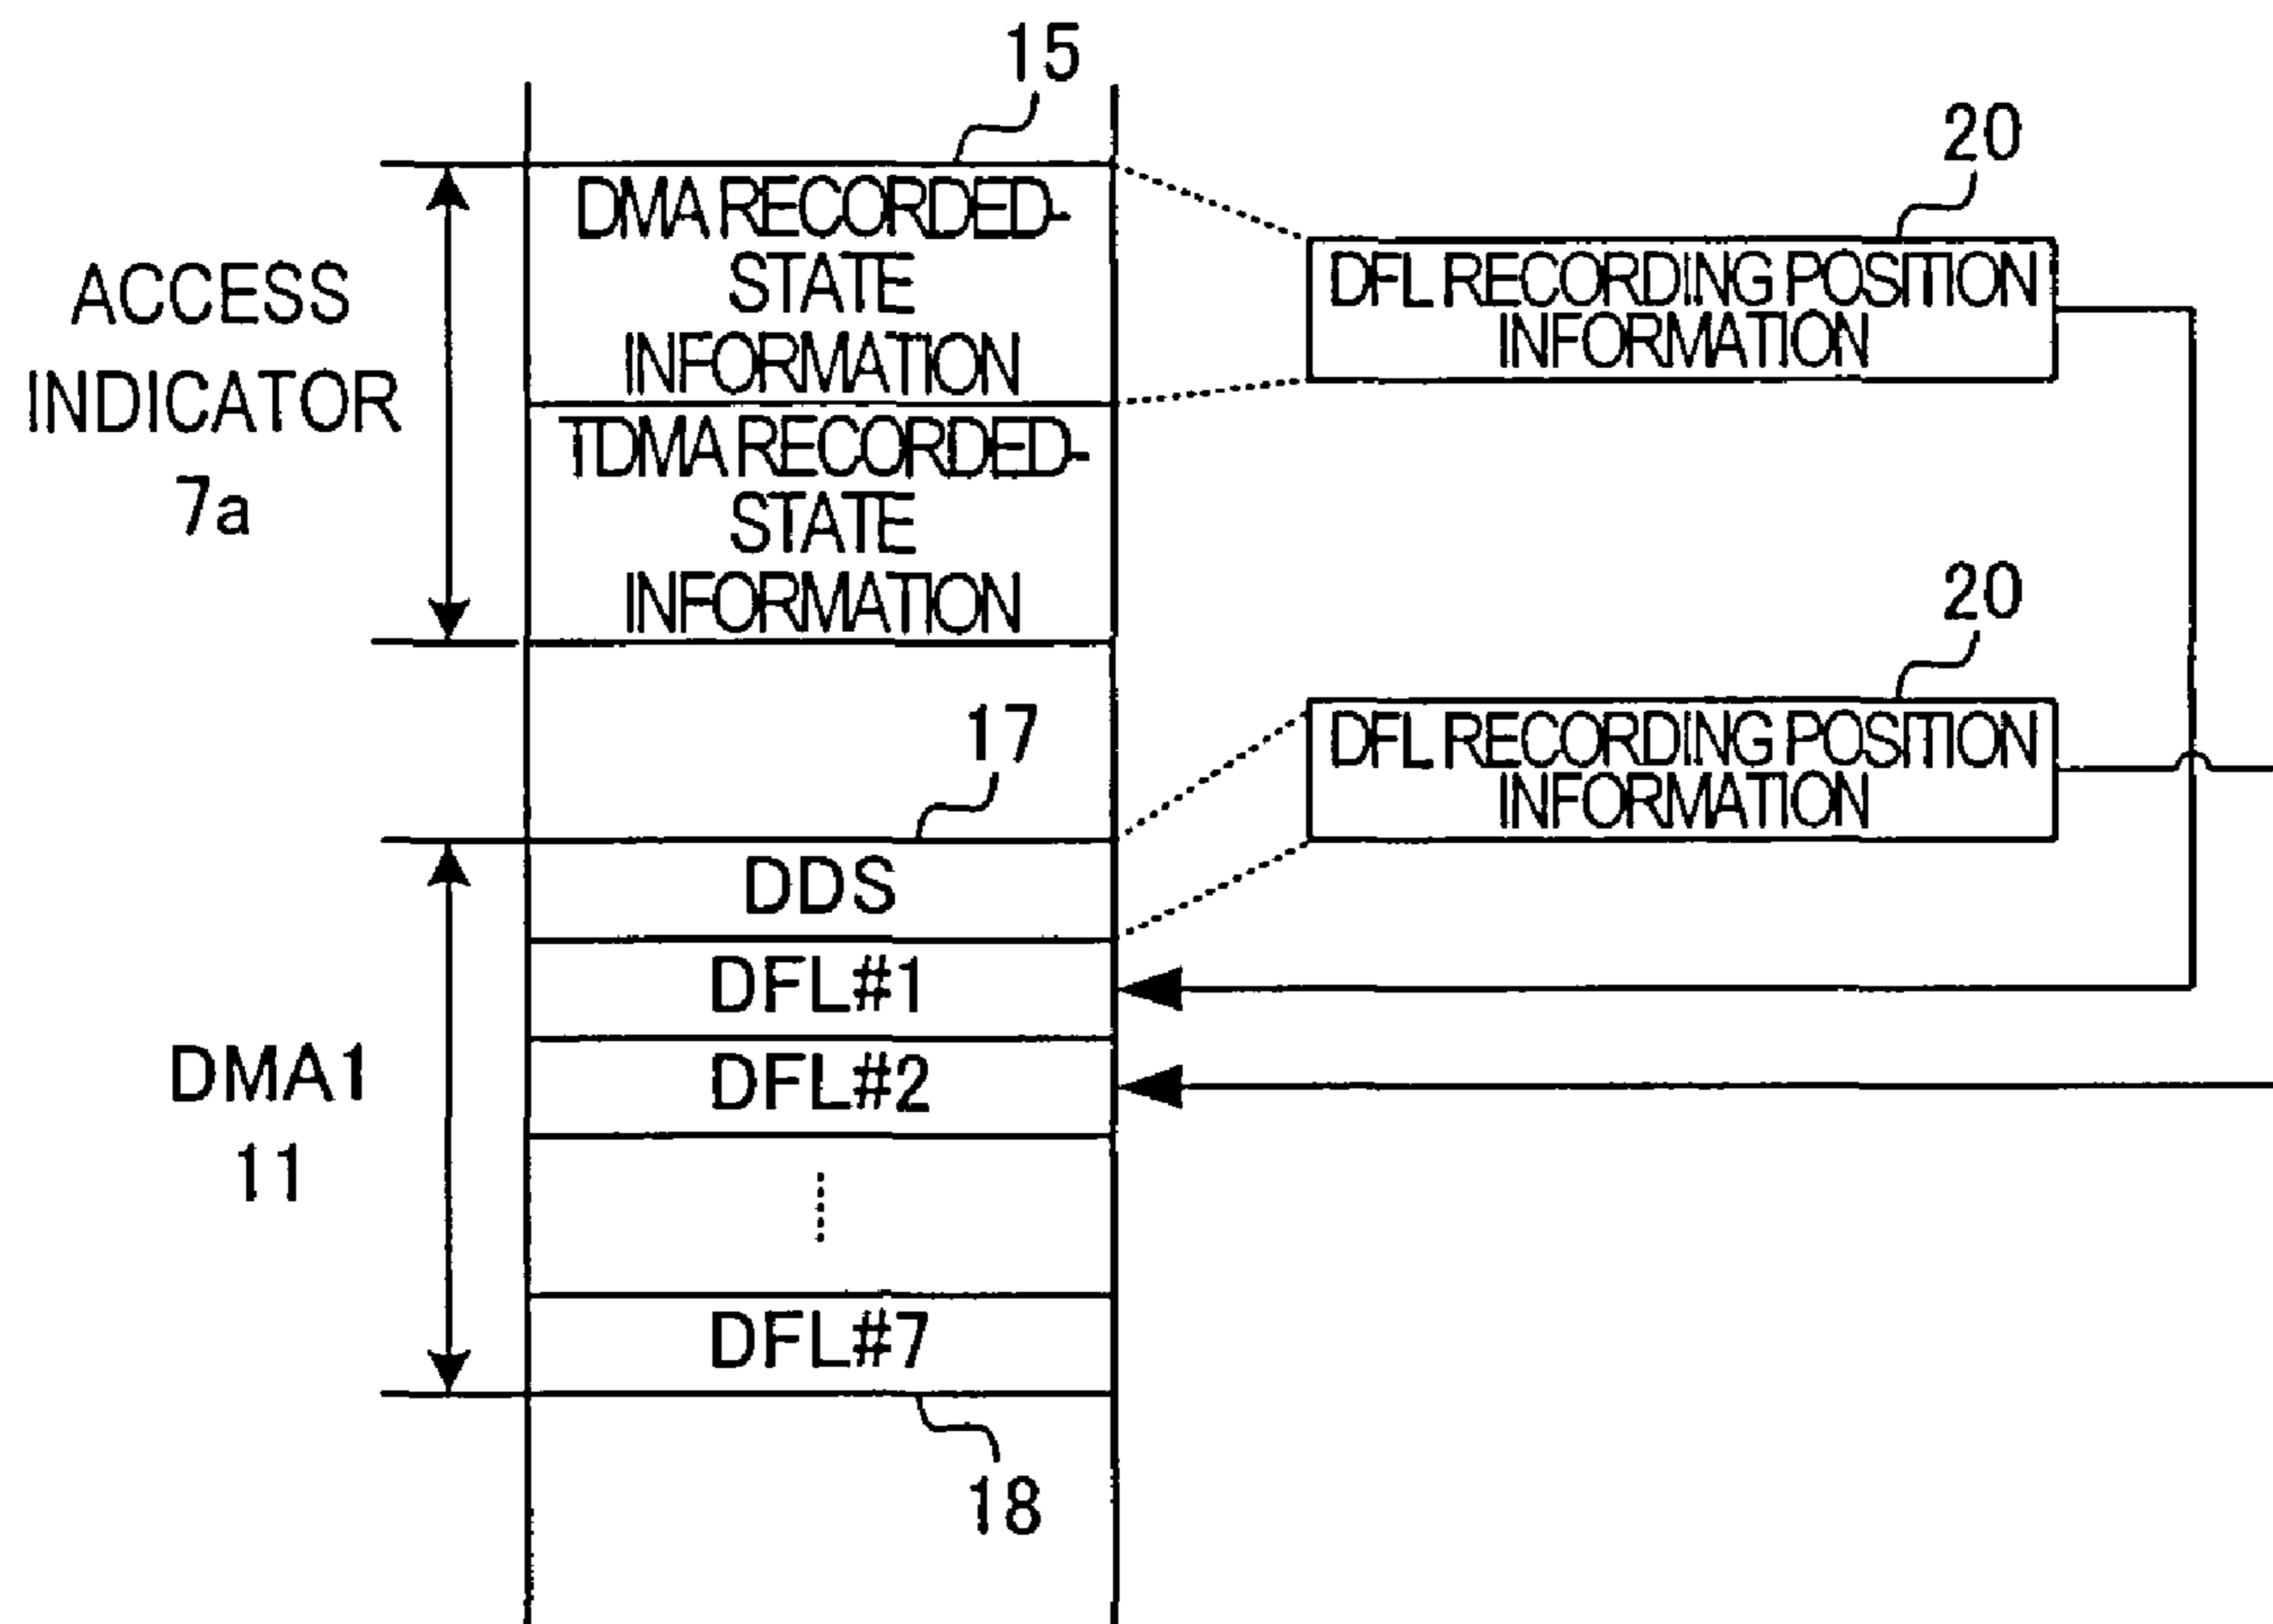 15
DMA RECORDED-
STATE
INFORMATION
20
DFL RECORDING POSITION
INFORMATION
ACCESS
INDICATOR
7a
TDMA RECORDED-
STATE
INFORMATION
20
DFL RECORDING POSITION
INFORMATION
17
DDS
DFL#1
DFL#2
DMA1
11
DFL#7
18